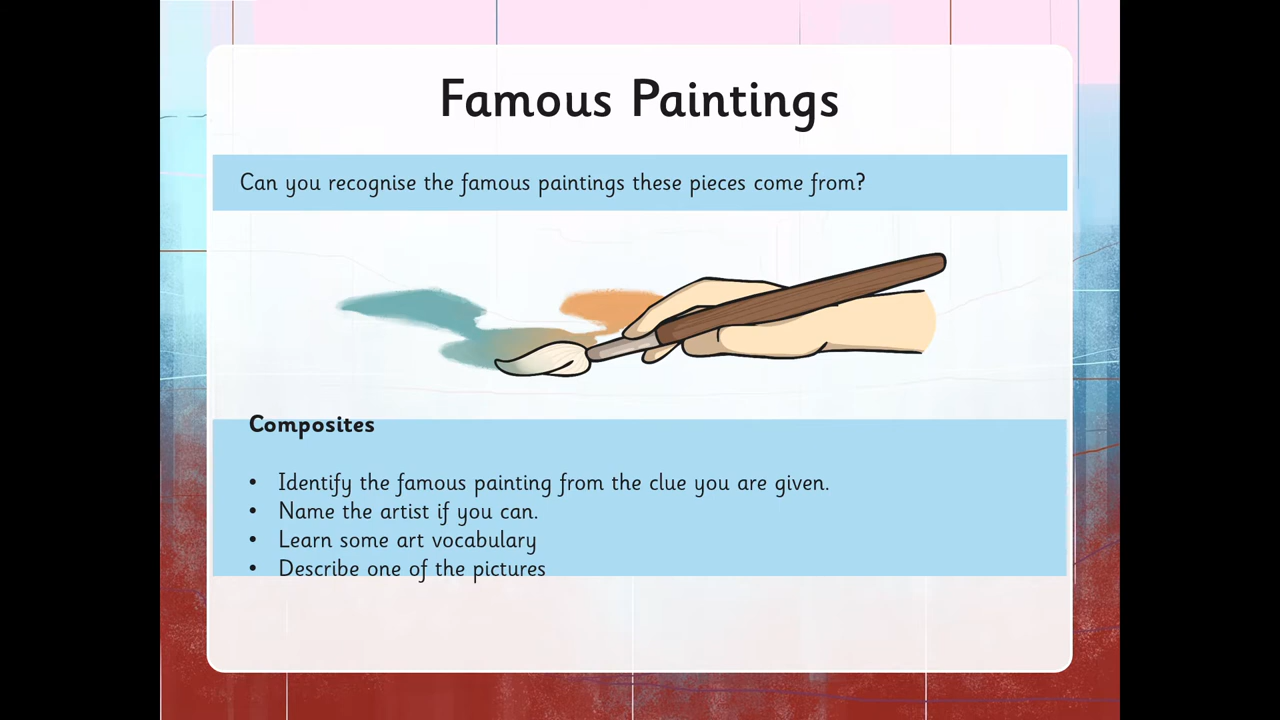 Famous Paintings
Can you recognise the famous paintings these pieces come from?
Composites
• Identify the famous painting from the clue you are given.
• Name the artist if you can.
• Learn some art vocabulary
• Describe one of the pictures